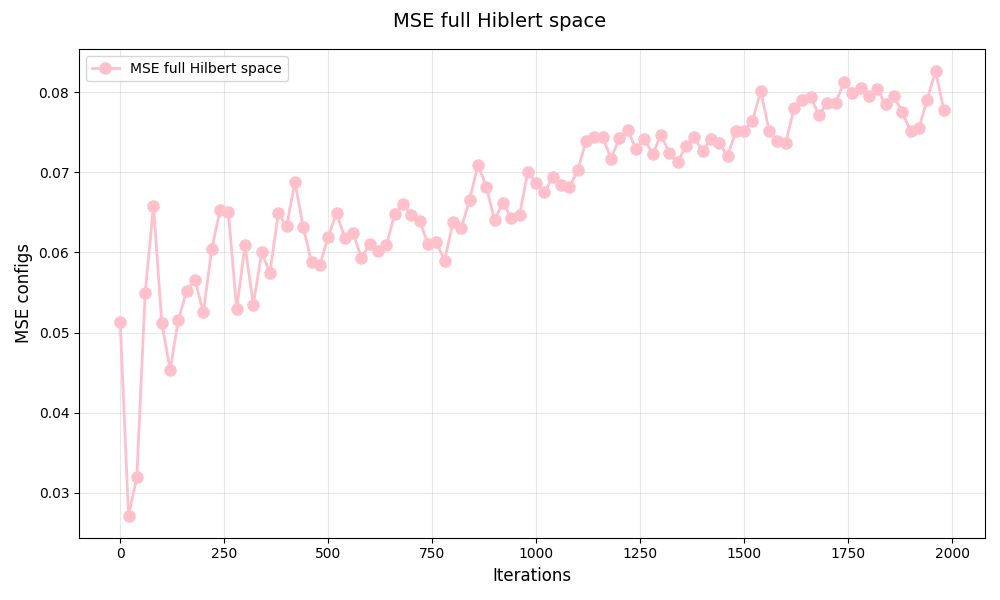 MSE full Hiblert space
MSE full Hilbert space
MSE configs
0.08
0.07
0.06
0.05
0.04
0.03
0 250 500 750 1000 1250 1500 1750 2000
Iterations